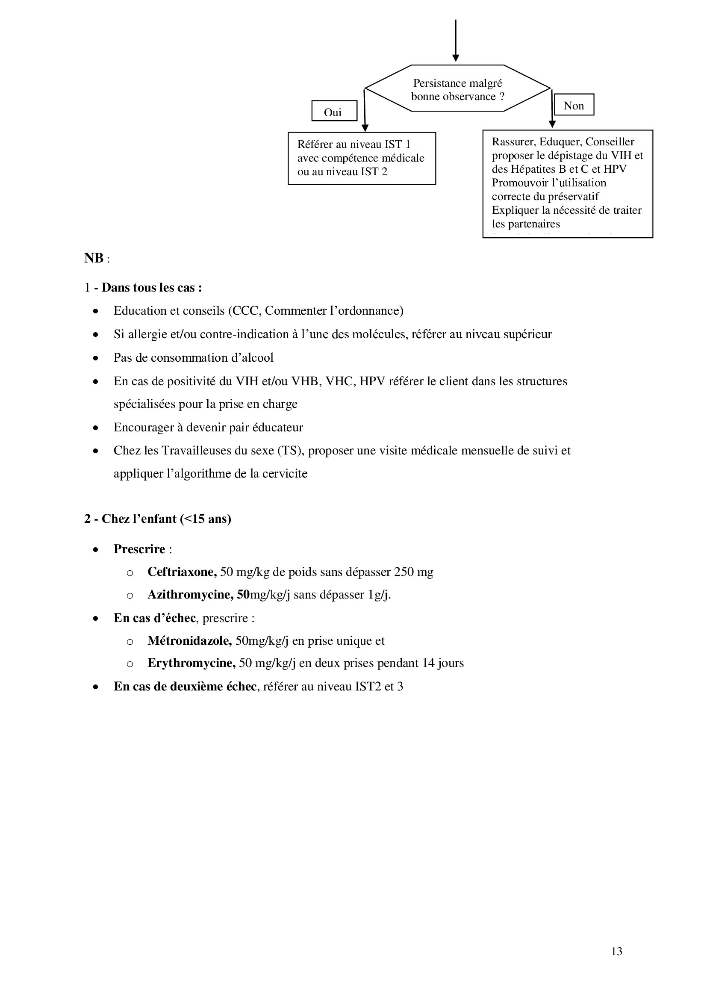 Persistance malgré
bonne observance ?
Oui
Non
Référer au niveau IST 1
avec compétence médicale
ou au niveau IST 2
Rassurer, Eduquer, Conseiller
proposer le dépistage du VIH et
des Hépatites B et C et HPV
Promouvoir l’utilisation
correcte du préservatif
Expliquer la nécessité de traiter
les partenaires
NB :
1 - Dans tous les cas :
• Education et conseils (CCC, Commenter l’ordonnance)
• Si allergie et/ou contre-indication à l’une des molécules, référer au niveau supérieur
• Pas de consommation d’alcool
• En cas de positivité du VIH et/ou VHB, VHC, HPV référer le client dans les structures
spécialisées pour la prise en charge
• Encourager à devenir pair éducateur
• Chez les Travailleuses du sexe (TS), proposer une visite médicale mensuelle de suivi et
appliquer l’algorithme de la cervicite
2 - Chez l’enfant (<15 ans)
• Prescrire :
o Ceftriaxone, 50 mg/kg de poids sans dépasser 250 mg
o Azithromycine, 50mg/kg/j sans dépasser 1g/j.
• En cas d’échec, prescrire :
o Métronidazole, 50mg/kg/j en prise unique et
o Erythromycine, 50 mg/kg/j en deux prises pendant 14 jours
• En cas de deuxième échec, référer au niveau IST2 et 3
13